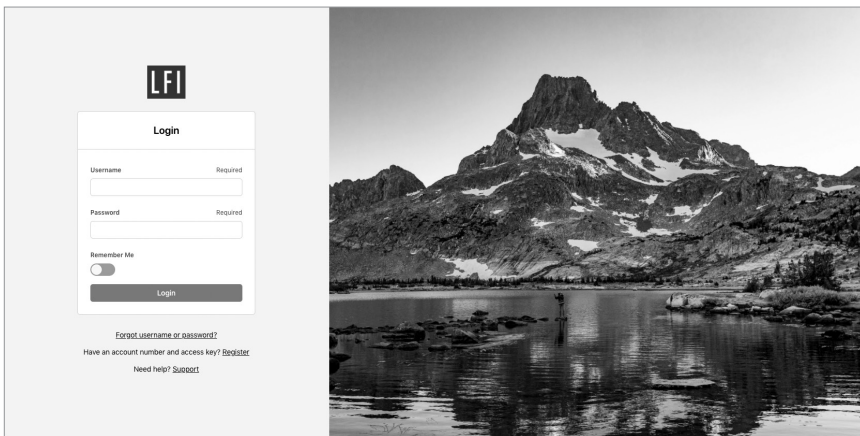 LFI
Login
Username Required
Password Required
Remember Me
Login
Forgot username or password?
Have an account number and access key? Register
Need help? Support